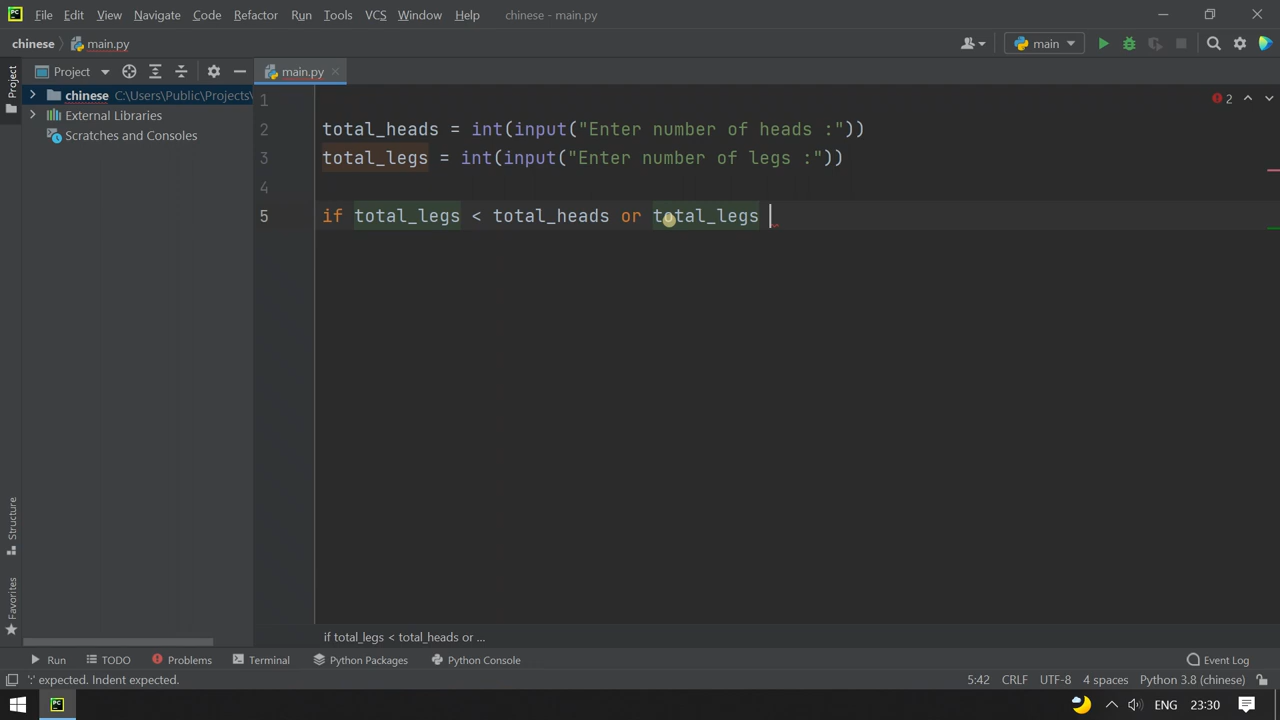 File Edit View Navigate Code Refactor Run Tools VCS Window Help chinese - main.py
chinese main.py main
Project Project main.py
chinese C:\Users\Public\Projects\
External Libraries
Scratches and Consoles
2
1
2 total_heads = int(input("Enter number of heads :"))
3 total_legs = int(input("Enter number of legs :"))
4
5 if total_legs < total_heads or total_legs
Structure
Favorites
if total_legs < total_heads or ...
Run TODO Problems Terminal Python Packages Python Console Event Log
':' expected. Indent expected. 5:42 CRLF UTF-8 4 spaces Python 3.8 (chinese)
ENG 23:30